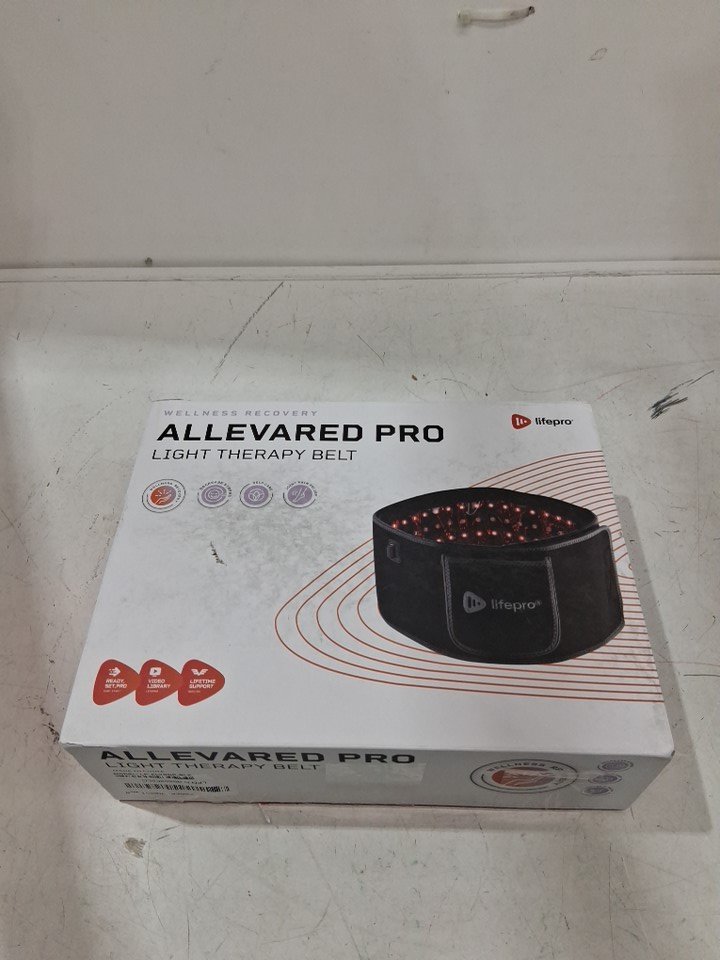 WELLNESS RECOVERY
ALLEVARED PRO
LIGHT THERAPY BELT
lifepro
lifepro®
READY, SET, PRO
VIDEO LIBRARY
LIFETIME SUPPORT
ALLEVARED PRO
LIGHT THERAPY BELT
WELLNESS